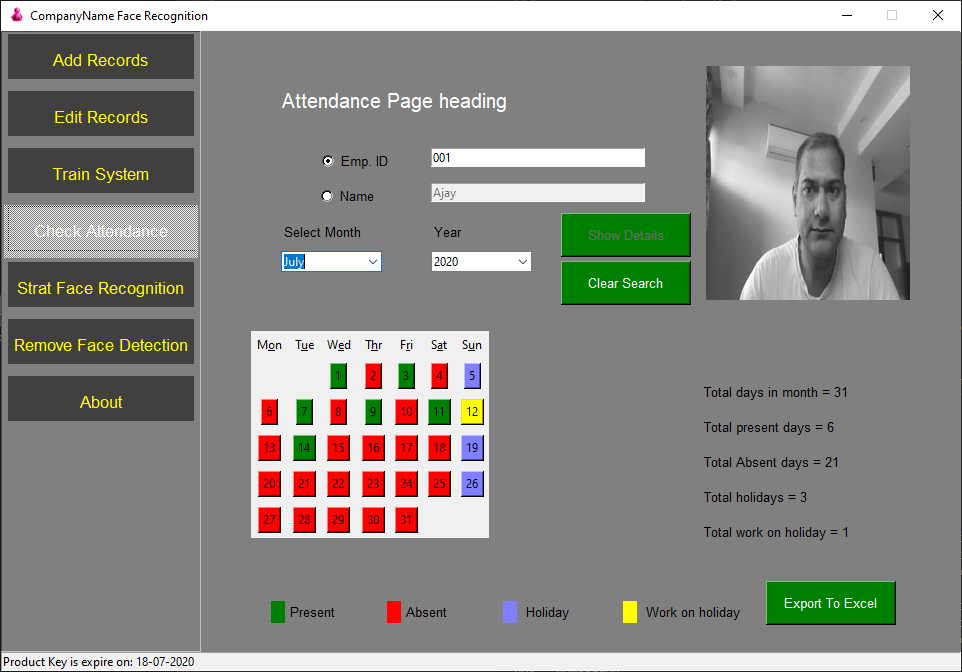 CompanyName Face Recognition
Add Records
Edit Records
Train System
Check Attendance
Strat Face Recognition
Remove Face Detection
About
Attendance Page heading
Emp. ID 001
Name Ajay
Select Month Year
July 2020
Show Details
Clear Search
Mon Tue Wed Thr Fri Sat Sun
1 2 3 4 5
6 7 8 9 10 11 12
13 14 15 16 17 18 19
20 21 22 23 24 25 26
27 28 29 30 31
Total days in month = 31
Total present days = 6
Total Absent days = 21
Total holidays = 3
Total work on holiday = 1
Present Absent Holiday Work on holiday
Export To Excel
Product Key is expire on: 18-07-2020